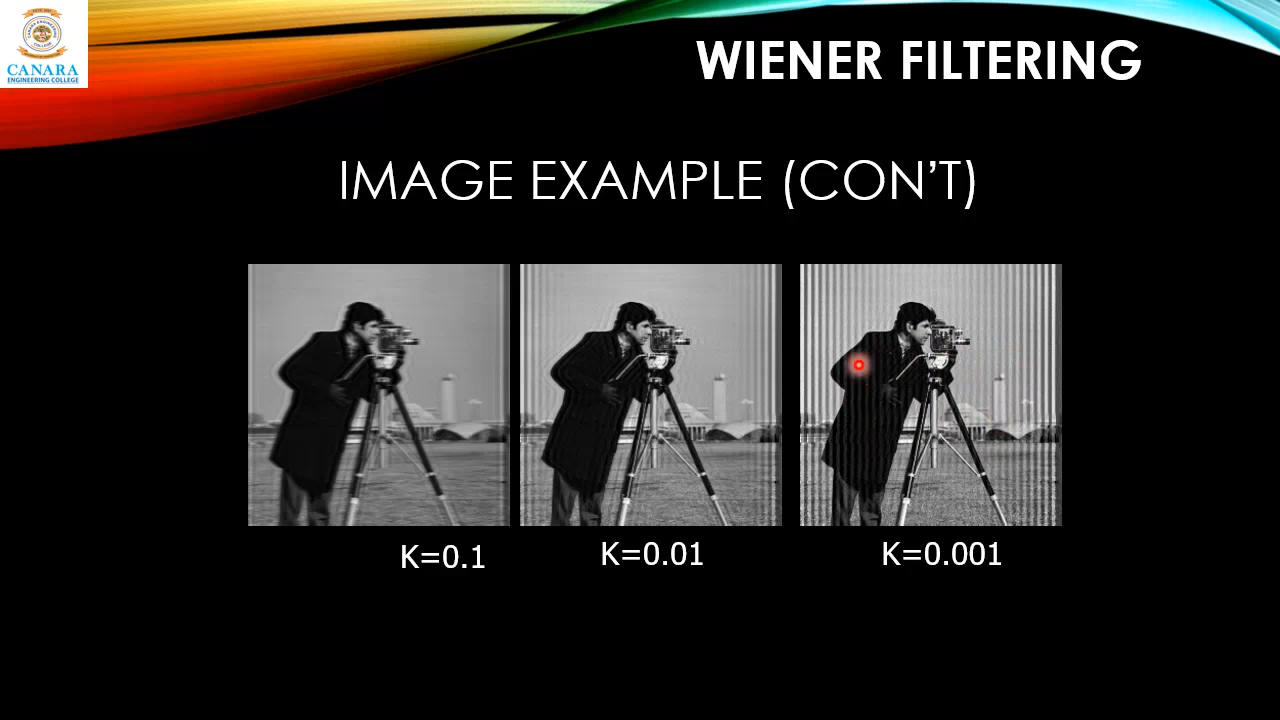 CANARA
ENGINEERING COLLEGE
WIENER FILTERING
IMAGE EXAMPLE (CON’T)
K=0.1
K=0.01
K=0.001